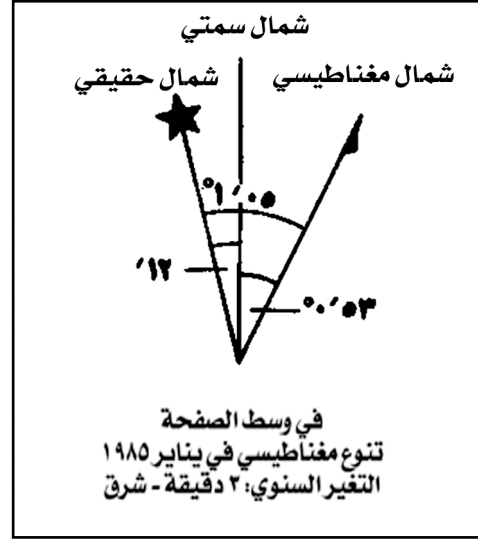 شمال سمتي
شمال حقيقي
شمال مغناطيسي
٠٥′ ١°
١٢′
٥٣′ ٠°
في وسط الصفحة
تنوع مغناطيسي في يناير ١٩٨٥
التغير السنوي: ٢ دقيقة - شرق